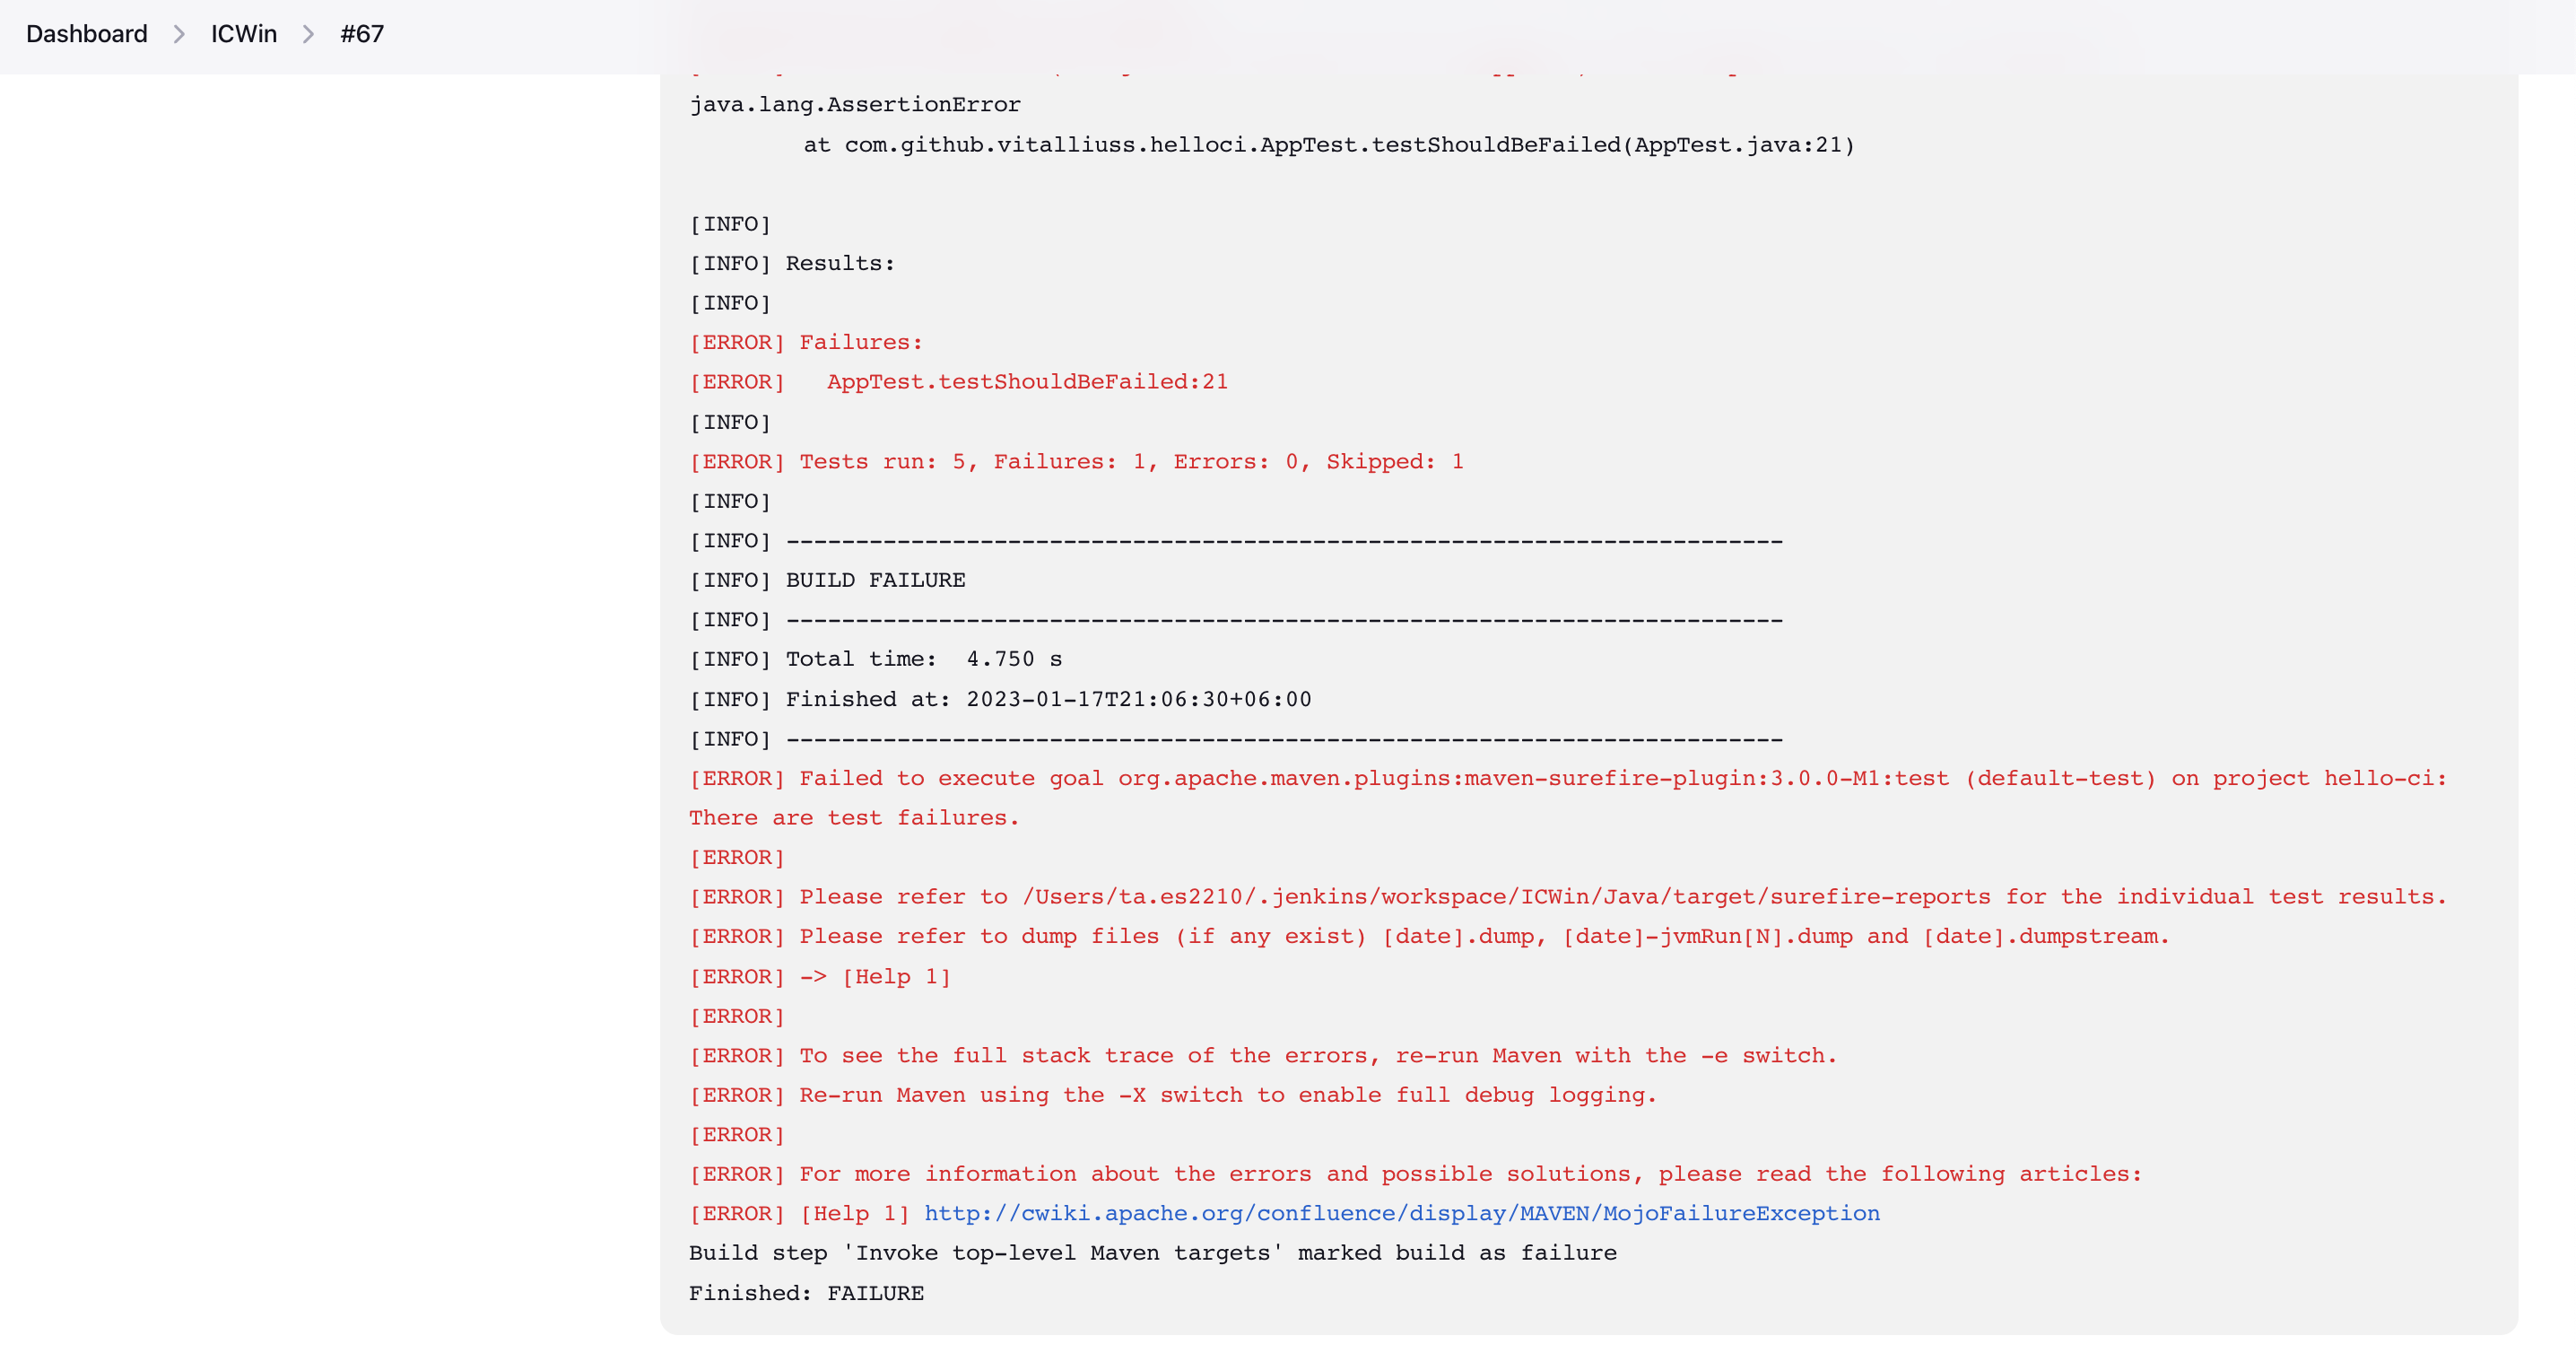 Dashboard > ICWin > #67
java.lang.AssertionError
at com.github.vitalliuss.helloci.AppTest.testShouldBeFailed(AppTest.java:21)
[INFO]
[INFO] Results:
[INFO]
[ERROR] Failures:
[ERROR]   AppTest.testShouldBeFailed:21
[INFO]
[ERROR] Tests run: 5, Failures: 1, Errors: 0, Skipped: 1
[INFO]
[INFO] ------------------------------------------------------------------------
[INFO] BUILD FAILURE
[INFO] ------------------------------------------------------------------------
[INFO] Total time:  4.750 s
[INFO] Finished at: 2023-01-17T21:06:30+06:00
[INFO] ------------------------------------------------------------------------
[ERROR] Failed to execute goal org.apache.maven.plugins:maven-surefire-plugin:3.0.0-M1:test (default-test) on project hello-ci:
There are test failures.
[ERROR]
[ERROR] Please refer to /Users/ta.es2210/.jenkins/workspace/ICWin/Java/target/surefire-reports for the individual test results.
[ERROR] Please refer to dump files (if any exist) [date].dump, [date]-jvmRun[N].dump and [date].dumpstream.
[ERROR] -> [Help 1]
[ERROR]
[ERROR] To see the full stack trace of the errors, re-run Maven with the -e switch.
[ERROR] Re-run Maven using the -X switch to enable full debug logging.
[ERROR]
[ERROR] For more information about the errors and possible solutions, please read the following articles:
[ERROR] [Help 1] http://cwiki.apache.org/confluence/display/MAVEN/MojoFailureException
Build step 'Invoke top-level Maven targets' marked build as failure
Finished: FAILURE